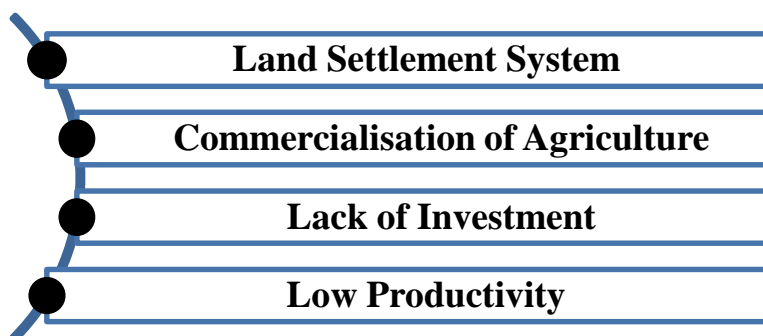 Land Settlement System
Commercialisation of Agriculture
Lack of Investment
Low Productivity